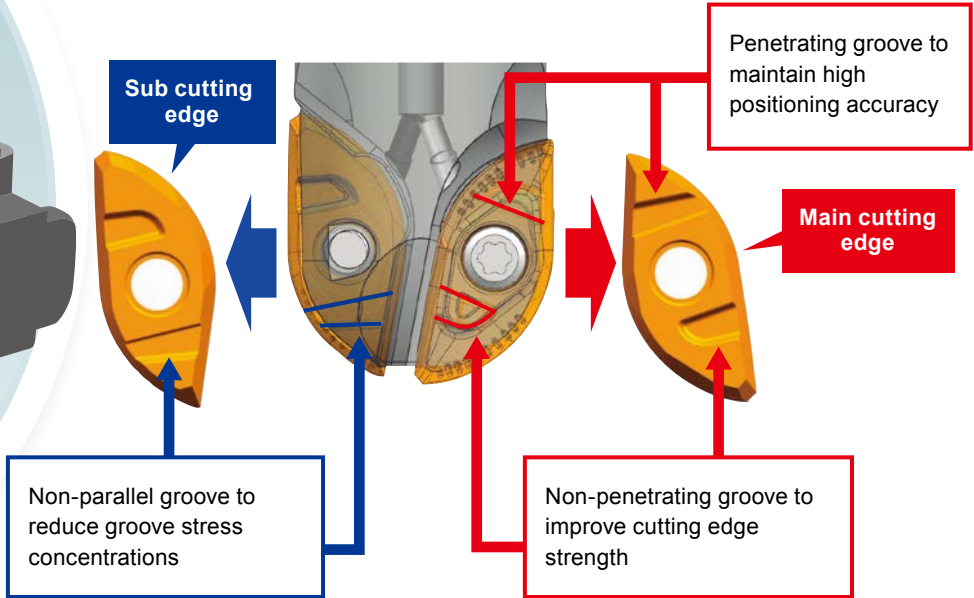 Penetrating groove to
maintain high
positioning accuracy
Sub cutting
edge
Main cutting
edge
Non-parallel groove to
reduce groove stress
concentrations
Non-penetrating groove to
improve cutting edge
strength